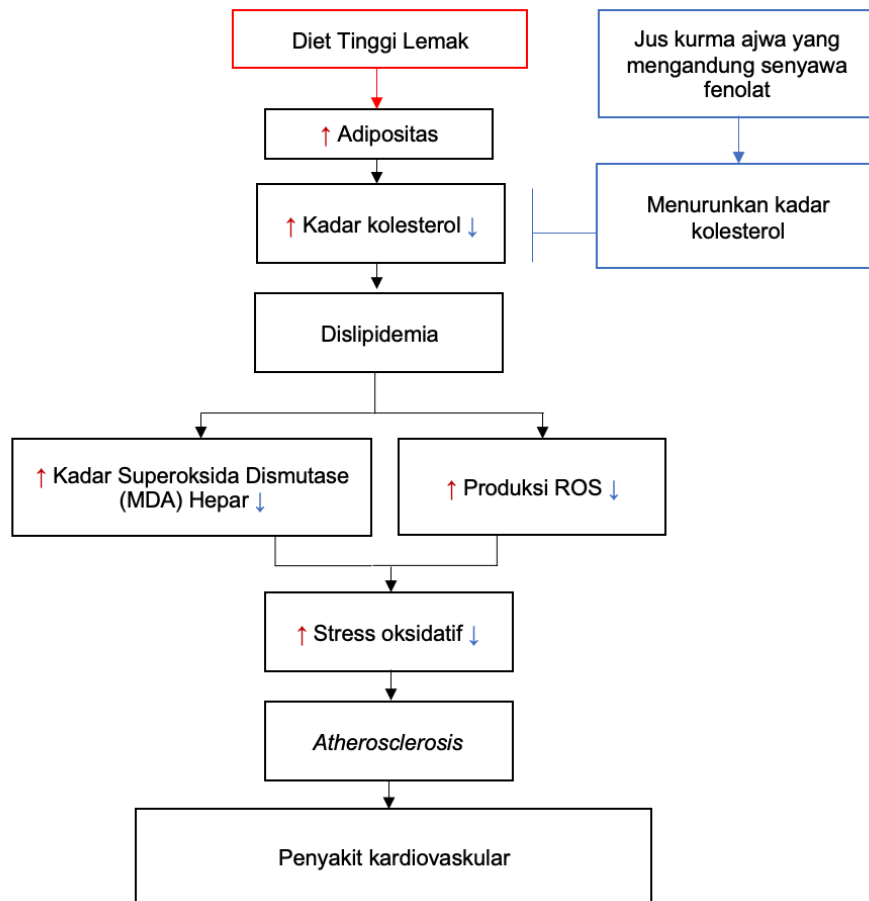 Diet Tinggi Lemak
Jus kurma ajwa yang
mengandung senyawa
fenolat
↑ Adipositas
↑ Kadar kolesterol ↓
Menurunkan kadar
kolesterol
Dislipidemia
↑ Kadar Superoksida Dismutase
(MDA) Hepar ↓
↑ Produksi ROS ↓
↑ Stress oksidatif ↓
Atherosclerosis
Penyakit kardiovaskular